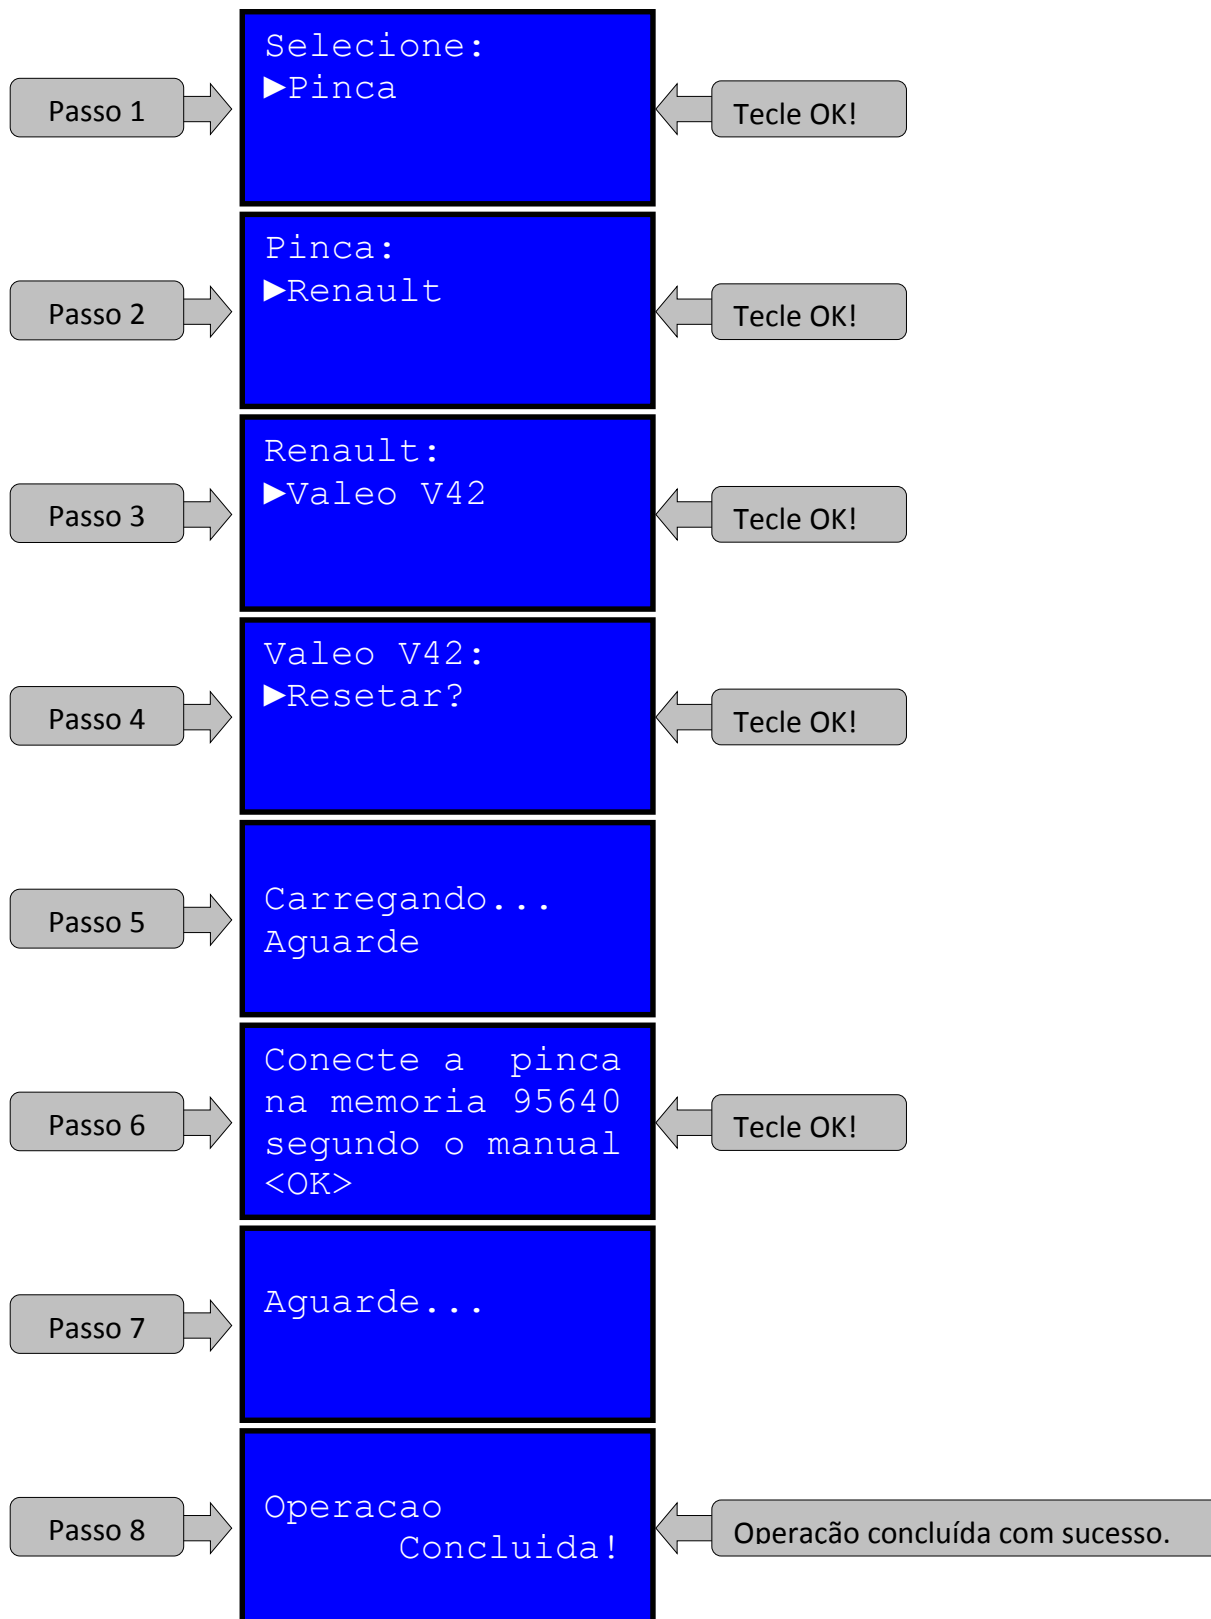 Passo 1
Selecione:
►Pinca
Tecle OK!
Passo 2
Pinca:
►Renault
Tecle OK!
Passo 3
Renault:
►Valeo V42
Tecle OK!
Passo 4
Valeo V42:
►Resetar?
Tecle OK!
Passo 5
Carregando...
Aguarde
Passo 6
Conecte a  pinca
na memoria 95640
segundo o manual
<OK>
Tecle OK!
Passo 7
Aguarde...
Passo 8
Operacao
Concluida!
Operação concluída com sucesso.